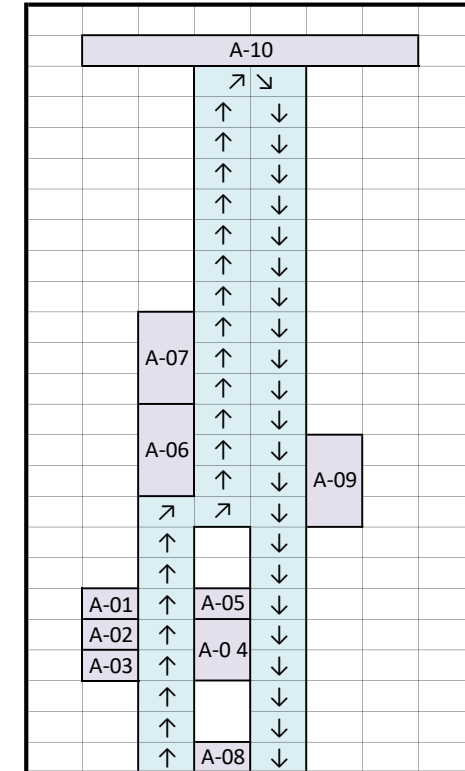 A-10
↗ ↘
↑ ↓
↑ ↓
↑ ↓
↑ ↓
↑ ↓
↑ ↓
↑ ↓
↑ ↓
A-07 ↑ ↓
↑ ↓
↑ ↓
A-06 ↑ ↓
↑ ↓ A-09
↗ ↗ ↓
↑ ↓
↑ ↓
A-01 ↑ A-05 ↓
A-02 ↑ ↓
A-0 4
A-03 ↑ ↓
↑ ↓
↑ ↓
↑ A-08 ↓